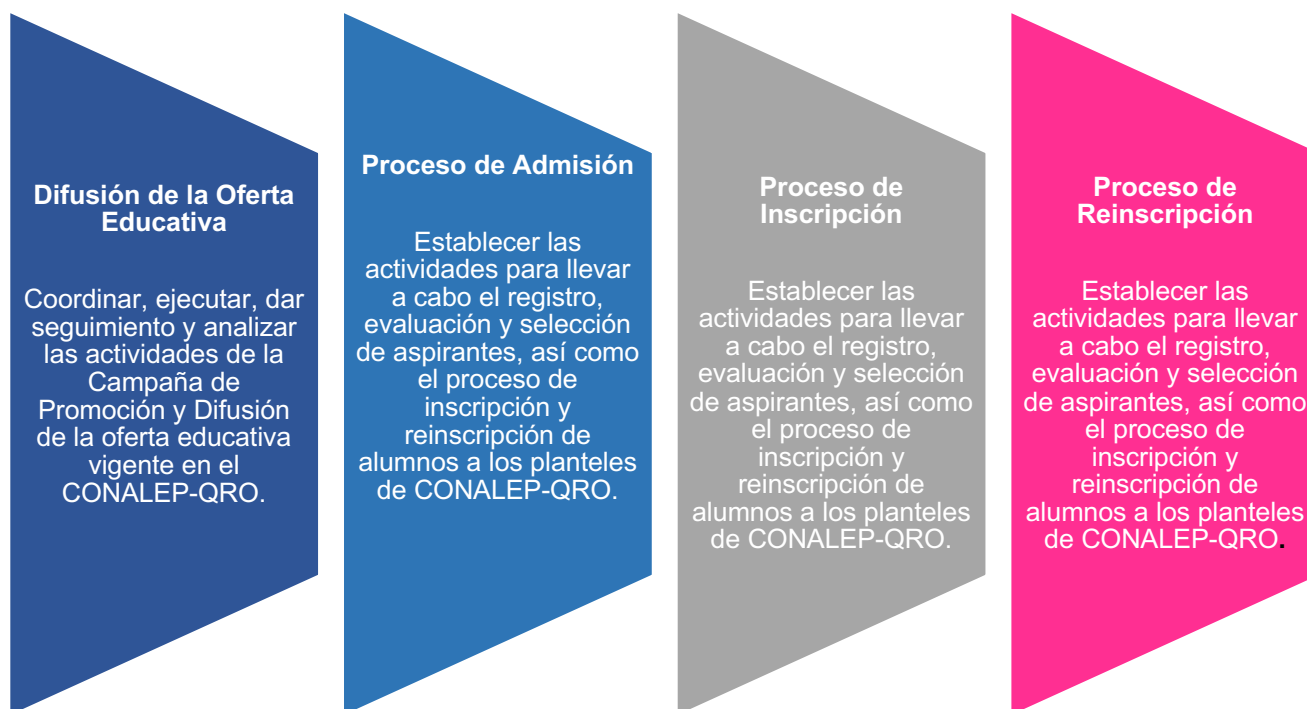 Difusión de la Oferta
Educativa
Coordinar, ejecutar, dar
seguimiento y analizar
las actividades de la
Campaña de
Promoción y Difusión
de la oferta educativa
vigente en el
CONALEP-QRO.
Proceso de Admisión
Establecer las
actividades para llevar
a cabo el registro,
evaluación y selección
de aspirantes, así como
el proceso de
inscripción y
reinscripción de
alumnos a los planteles
de CONALEP-QRO.
Proceso de
Inscripción
Establecer las
actividades para llevar
a cabo el registro,
evaluación y selección
de aspirantes, así como
el proceso de
inscripción y
reinscripción de
alumnos a los planteles
de CONALEP-QRO.
Proceso de
Reinscripción
Establecer las
actividades para llevar
a cabo el registro,
evaluación y selección
de aspirantes, así como
el proceso de
inscripción y
reinscripción de
alumnos a los planteles
de CONALEP-QRO.